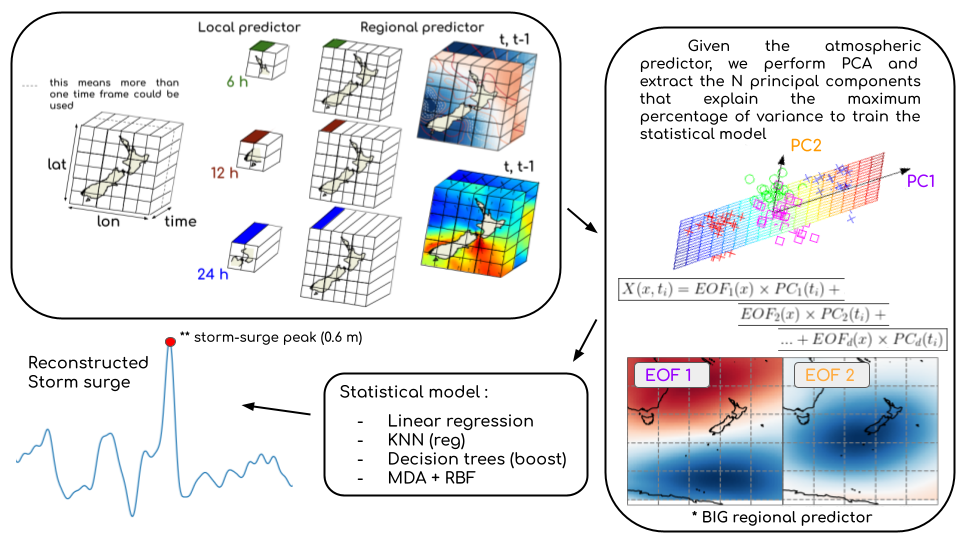 Local predictor
Regional predictor
t, t-1
.... this means more than
one time frame could be
used
6 h
lat
lon
time
12 h
t, t-1
24 h
Given the atmospheric
predictor, we perform PCA and
extract the N principal components
that explain the maximum
percentage of variance to train the
statistical model
PC2
PC1
X(x, t_i) = EOF_1(x) × PC_1(t_i) +
EOF_2(x) × PC_2(t_i) +
... + EOF_d(x) × PC_d(t_i)
EOF 1
EOF 2
* BIG regional predictor
Statistical model :
- Linear regression
- KNN (reg)
- Decision trees (boost)
- MDA + RBF
** storm-surge peak (0.6 m)
Reconstructed
Storm surge